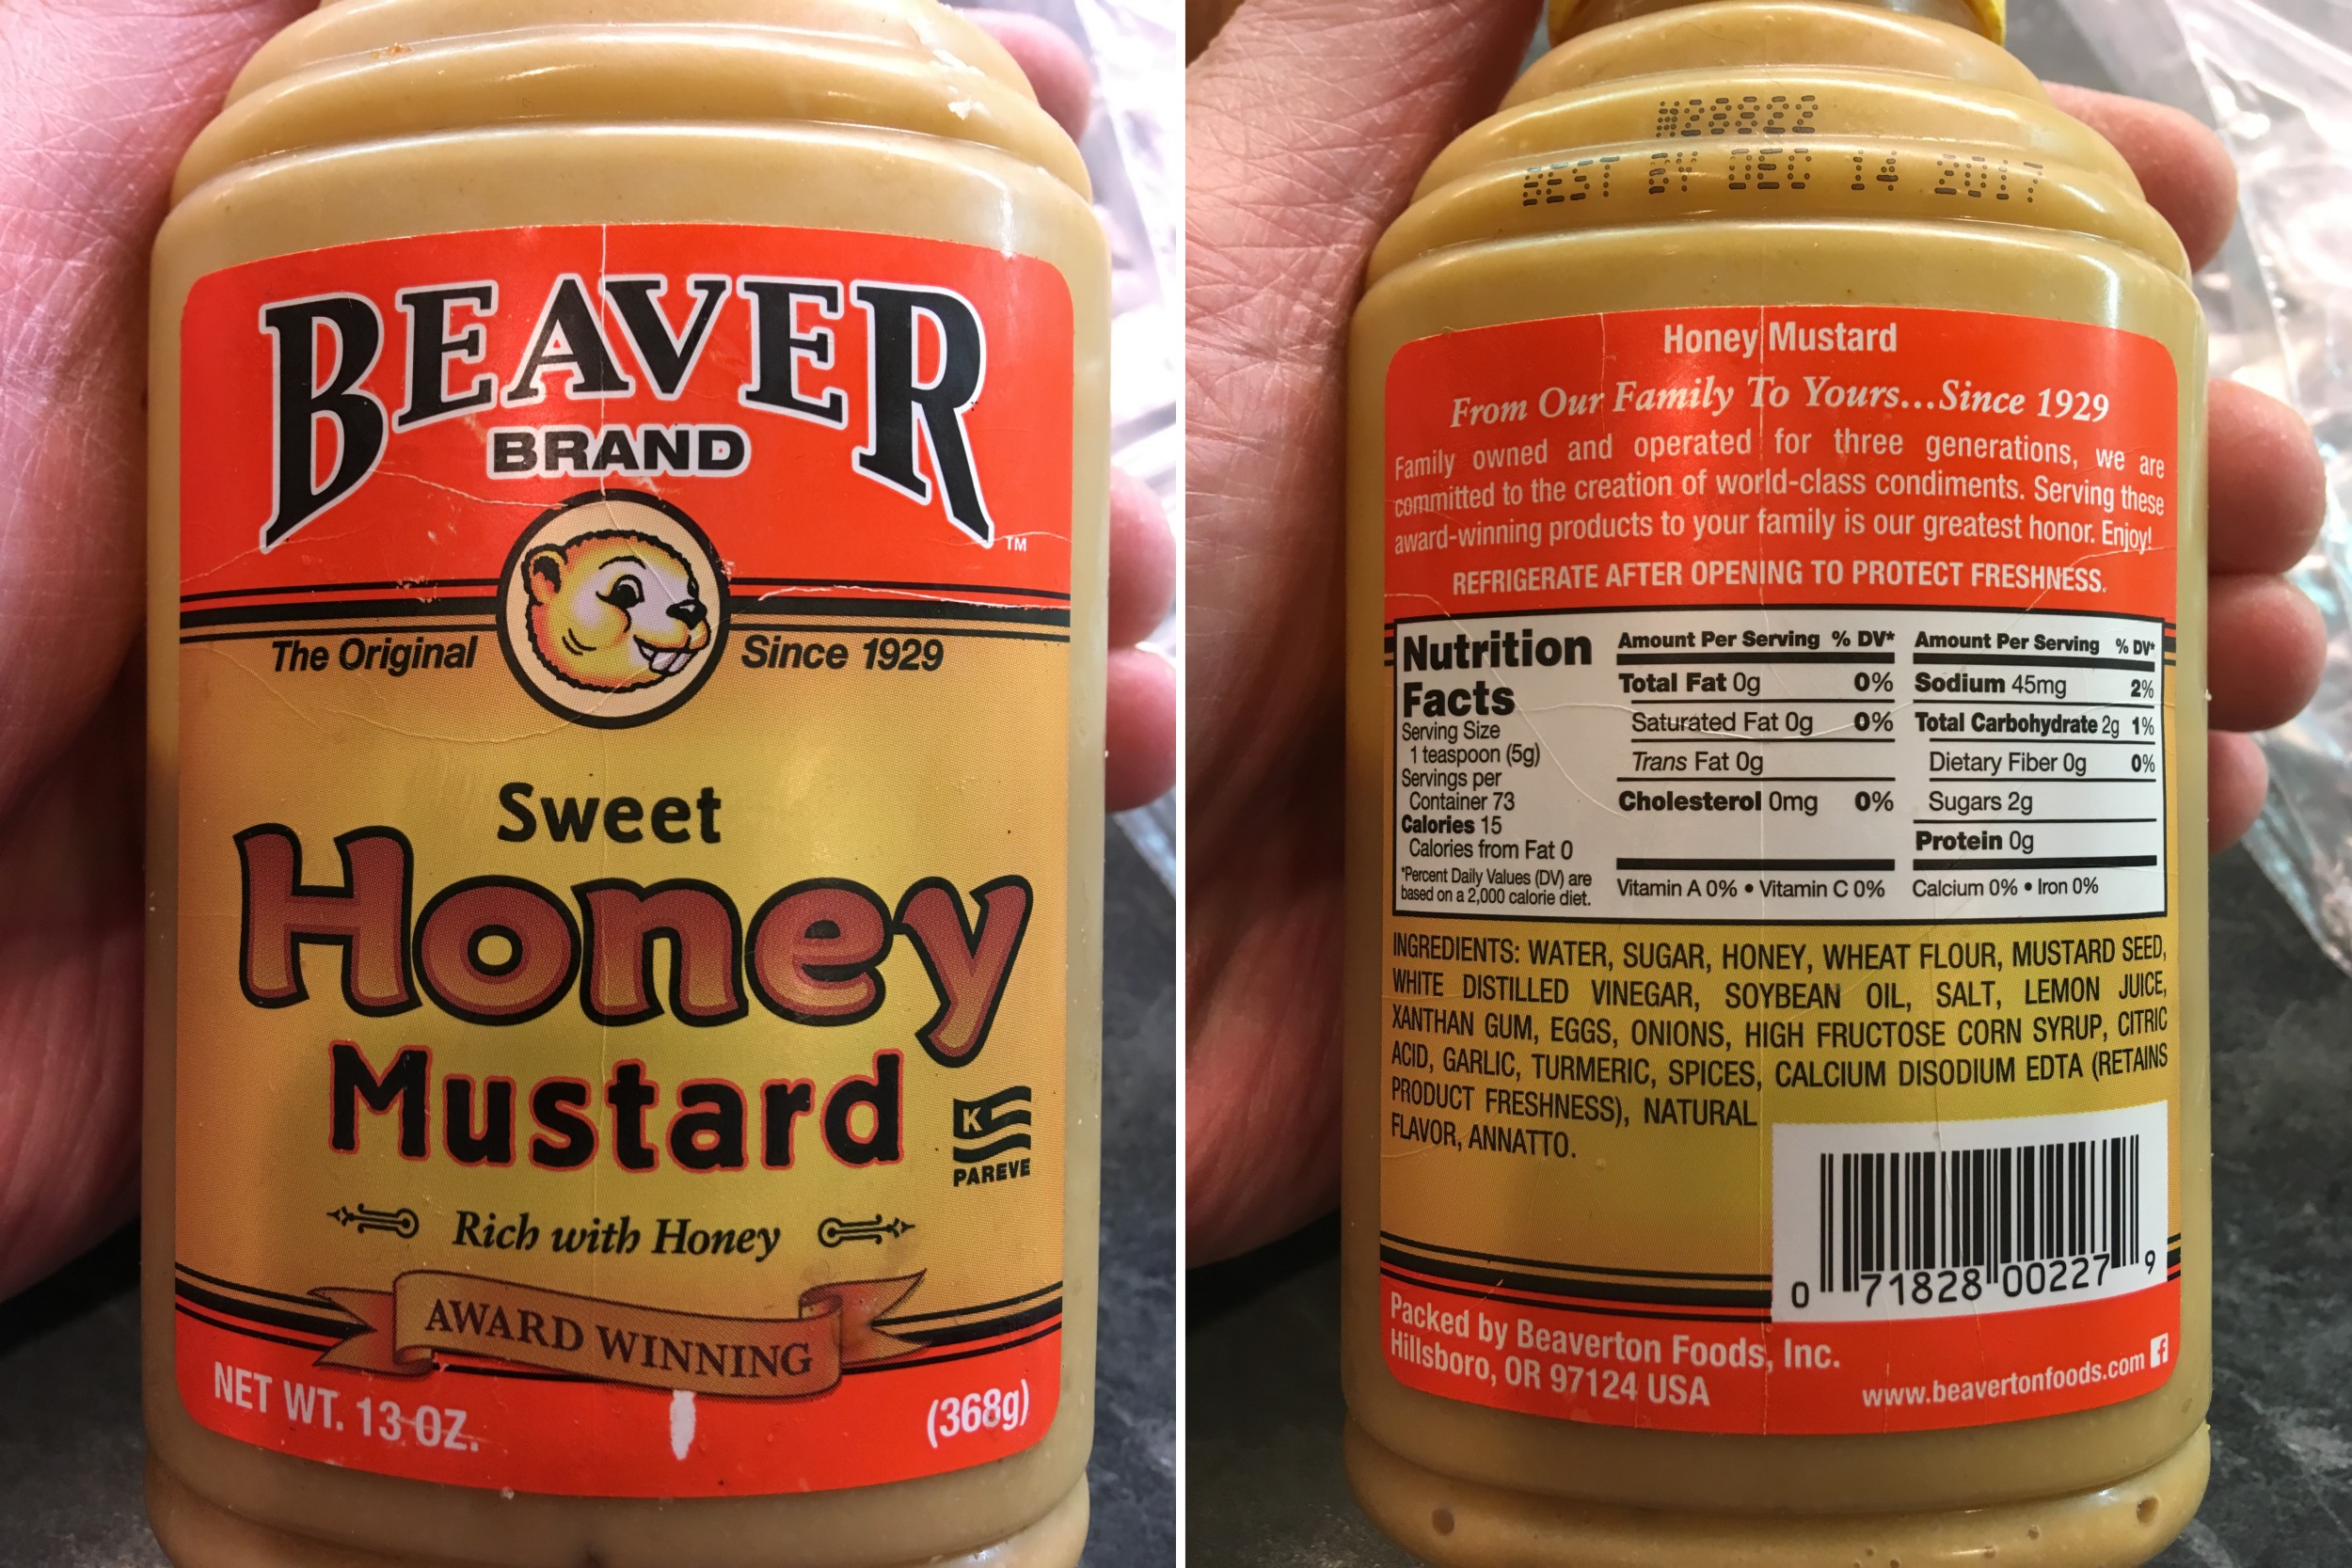 BEAVER
BRAND
TM
The Original
Since 1929
Sweet
Honey
Mustard
K
PAREVE
Rich with Honey
AWARD WINNING
NET WT. 13 OZ.
(368g)
BEST BY DEC 14 2017
Honey Mustard
From Our Family To Yours...Since 1929
Family owned and operated for three generations, we are
committed to the creation of world-class condiments. Serving these
award-winning products to your family is our greatest honor. Enjoy!
REFRIGERATE AFTER OPENING TO PROTECT FRESHNESS.
Nutrition
Facts
Serving Size
1 teaspoon (5g)
Servings per
Container 73
Calories 15
Calories from Fat 0
*Percent Daily Values (DV) are
based on a 2,000 calorie diet.
Amount Per Serving % DV*
Total Fat 0g 0%
Saturated Fat 0g 0%
Trans Fat 0g
Cholesterol 0mg 0%
Vitamin A 0% • Vitamin C 0%
Amount Per Serving % DV*
Sodium 45mg 2%
Total Carbohydrate 2g 1%
Dietary Fiber 0g 0%
Sugars 2g
Protein 0g
Calcium 0% • Iron 0%
INGREDIENTS: WATER, SUGAR, HONEY, WHEAT FLOUR, MUSTARD SEED,
WHITE DISTILLED VINEGAR, SOYBEAN OIL, SALT, LEMON JUICE,
XANTHAN GUM, EGGS, ONIONS, HIGH FRUCTOSE CORN SYRUP, CITRIC
ACID, GARLIC, TURMERIC, SPICES, CALCIUM DISODIUM EDTA (RETAINS
PRODUCT FRESHNESS), NATURAL
FLAVOR, ANNATTO.
0 71828 00227 9
Packed by Beaverton Foods, Inc.
Hillsboro, OR 97124 USA
www.beavertonfoods.com f